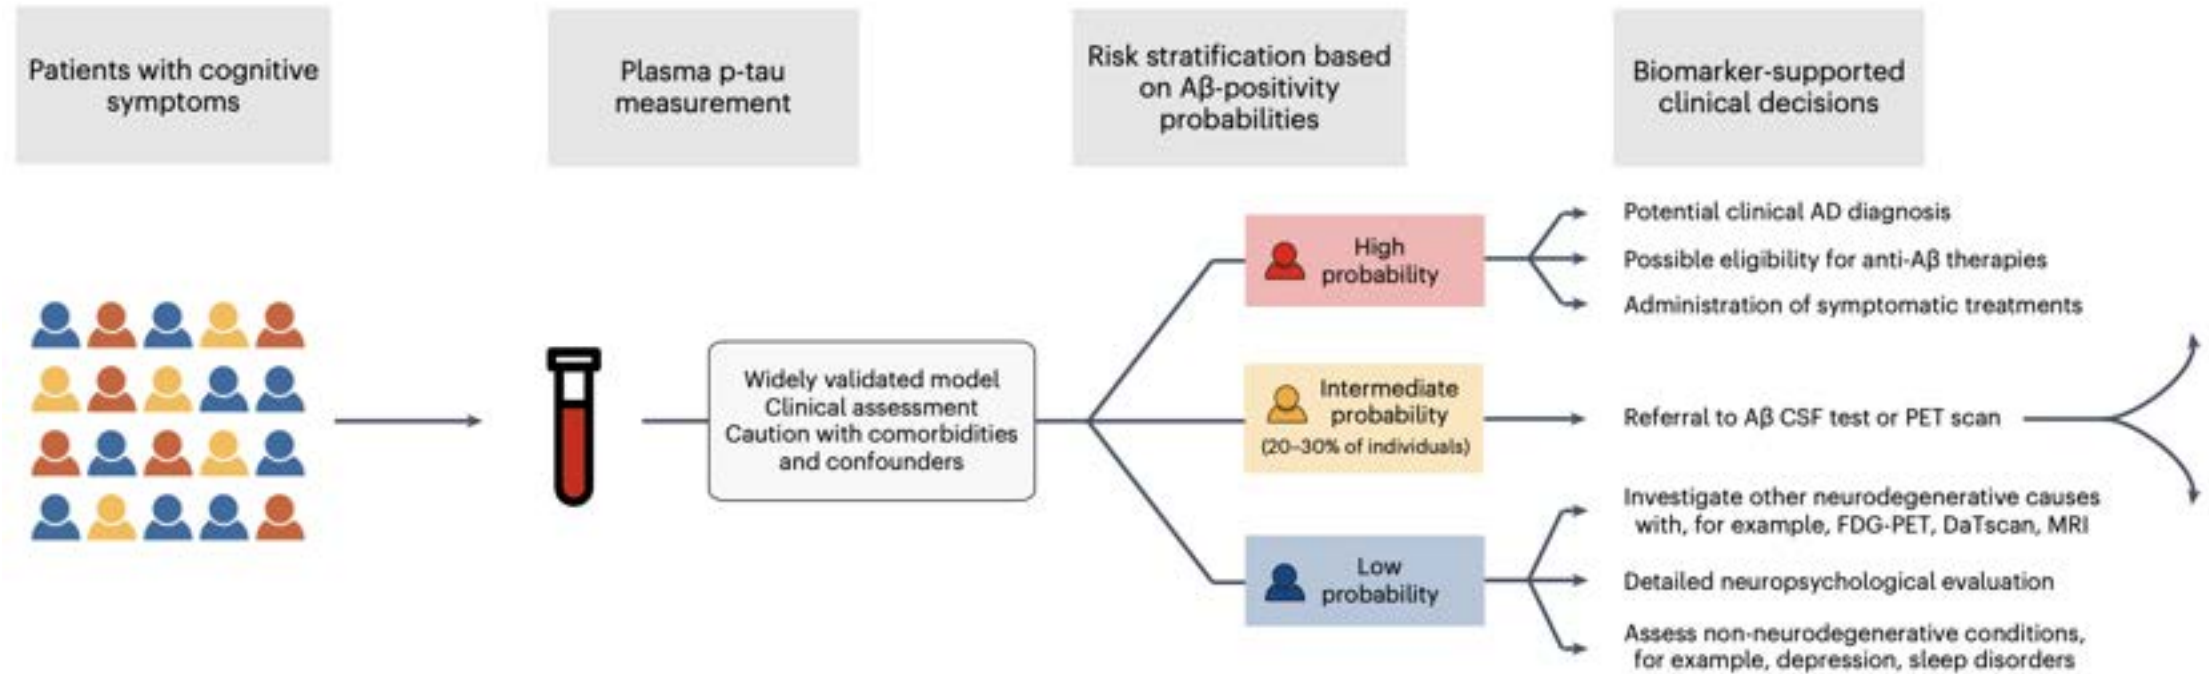 Patients with cognitive
symptoms
Plasma p-tau
measurement
Risk stratification based
on Aβ-positivity
probabilities
Biomarker-supported
clinical decisions
Widely validated model
Clinical assessment
Caution with comorbidities
and confounders
High
probability
Potential clinical AD diagnosis
Possible eligibility for anti-Aβ therapies
Administration of symptomatic treatments
Intermediate
probability
(20–30% of individuals)
Referral to Aβ CSF test or PET scan
Low
probability
Investigate other neurodegenerative causes
with, for example, FDG-PET, DaTscan, MRI
Detailed neuropsychological evaluation
Assess non-neurodegenerative conditions,
for example, depression, sleep disorders